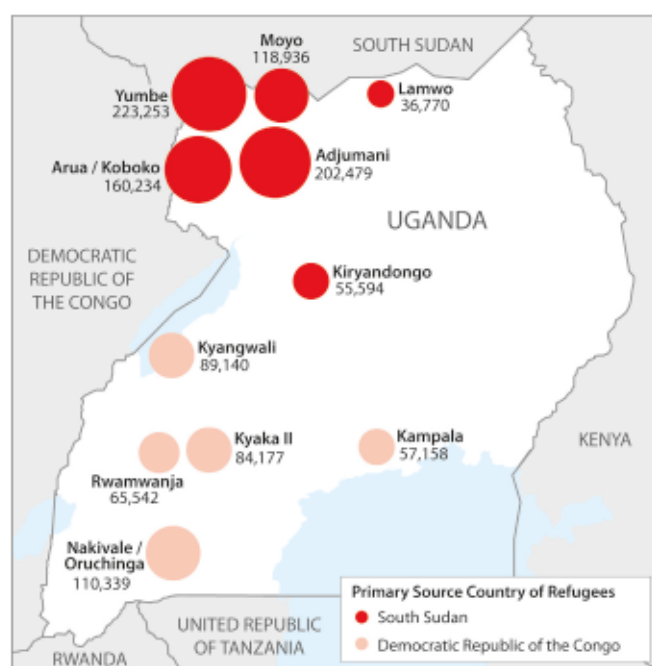 SOUTH SUDAN
Moyo
118,936
Yumbe
223,253
Lamwo
36,770
Arua / Koboko
160,234
Adjumani
202,479
UGANDA
DEMOCRATIC
REPUBLIC OF
THE CONGO
Kiryandongo
55,594
Kyangwali
89,140
Kyaka II
84,177
Kampala
57,158
KENYA
Rwamwanja
65,542
Nakivale /
Oruchinga
110,339
Primary Source Country of Refugees
South Sudan
Democratic Republic of the Congo
UNITED REPUBLIC
OF TANZANIA
RWANDA